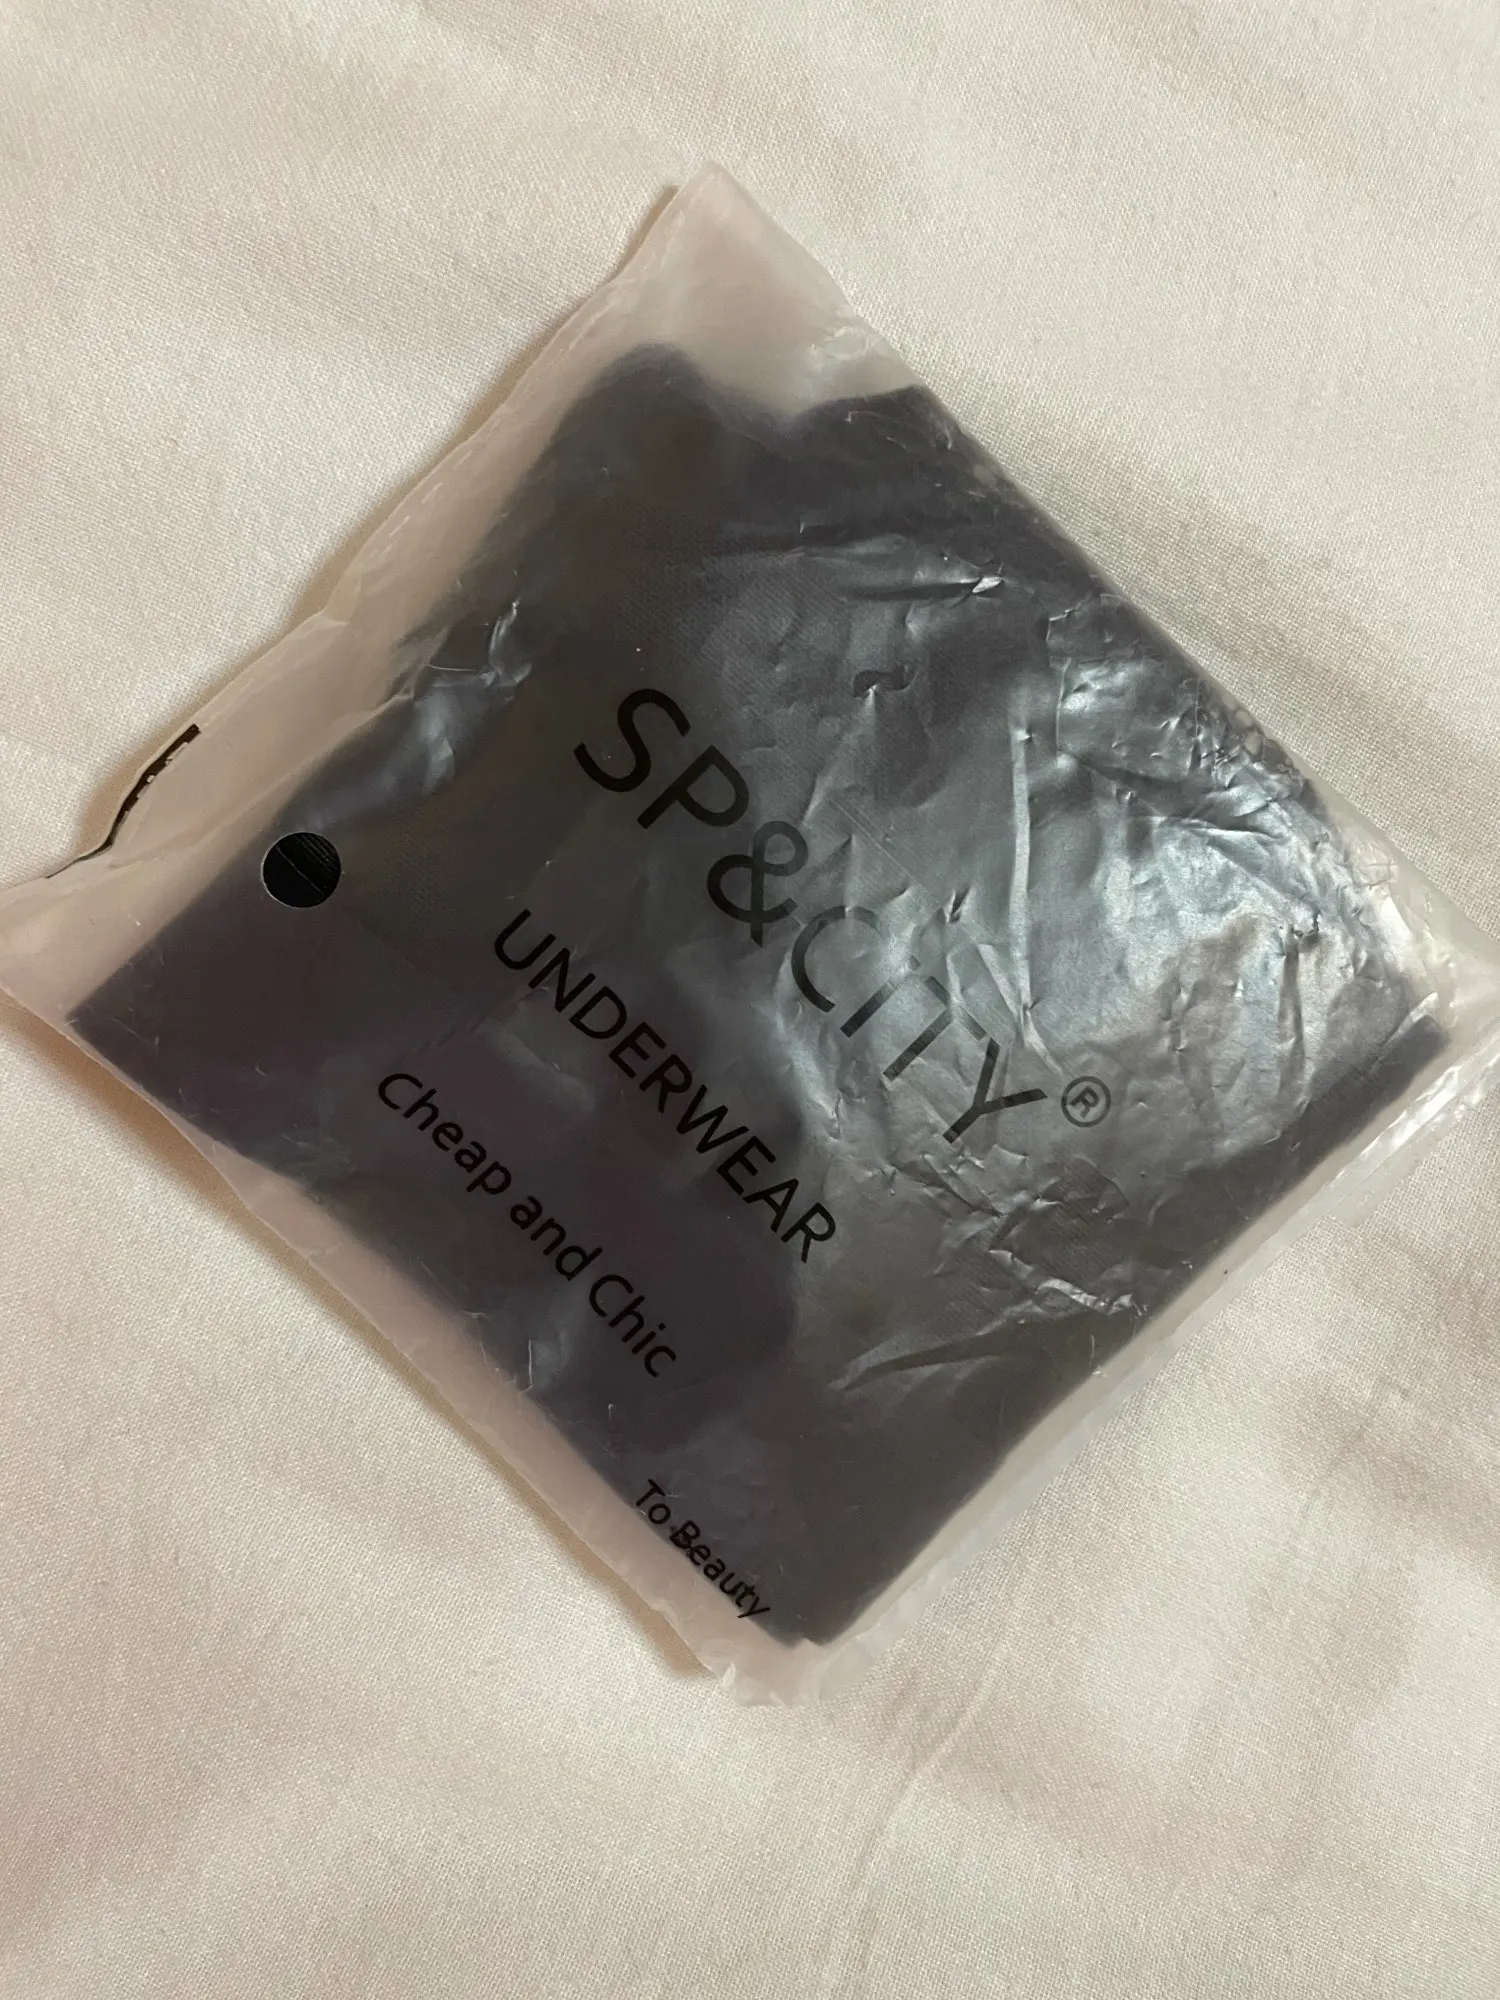 SP&CiTY®
UNDERWEAR
Cheap and Chic
To Beauty